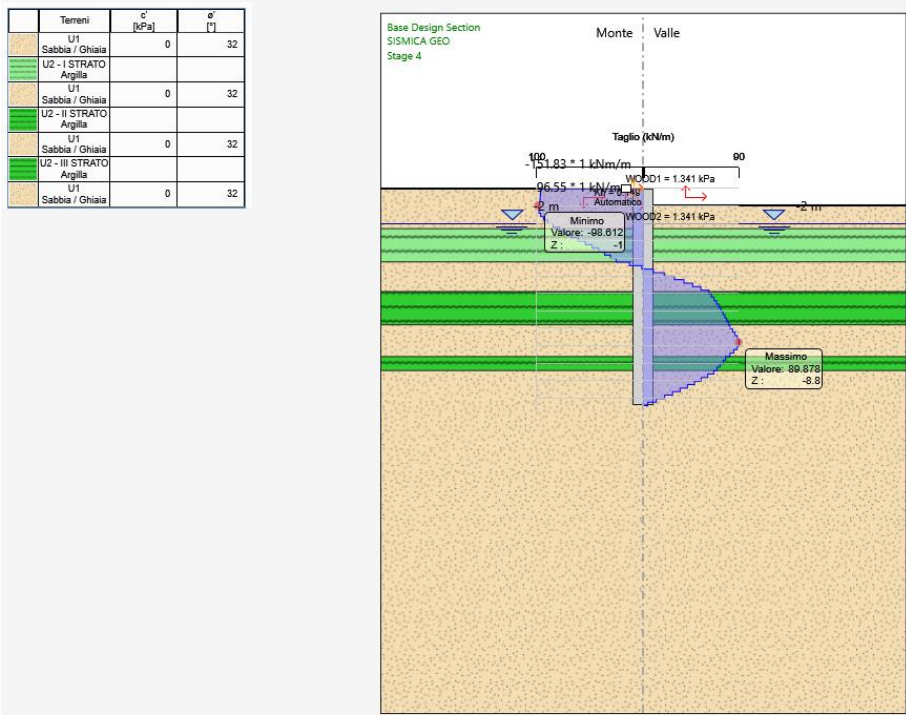 Terreni c' ø'
[kPa] [°]
U1
Sabbia / Ghiaia 0 32
U2 - I STRATO
Argilla
U1
Sabbia / Ghiaia 0 32
U2 - II STRATO
Argilla
U1
Sabbia / Ghiaia 0 32
U2 - III STRATO
Argilla
U1
Sabbia / Ghiaia 0 32
Base Design Section
SISMICA GEO
Stage 4
Monte Valle
Taglio (kN/m)
100 90
-151.83 * 1 kNm/m
WOOD1 = 1.341 kPa
96.55 * 1 kN/m
Automatico
-2 m
-2 m
WOOD2 = 1.341 kPa
Minimo
Valore: -98.612
Z : -1
Massimo
Valore: 89.878
Z : -8.8